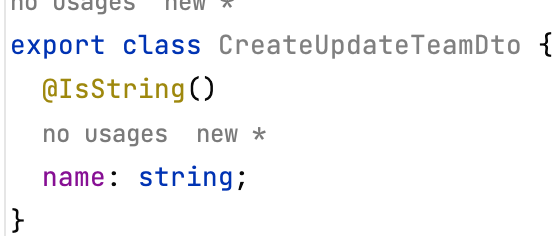 no usages  new *
export class CreateUpdateTeamDto {
@IsString()
no usages  new *
name: string;
}